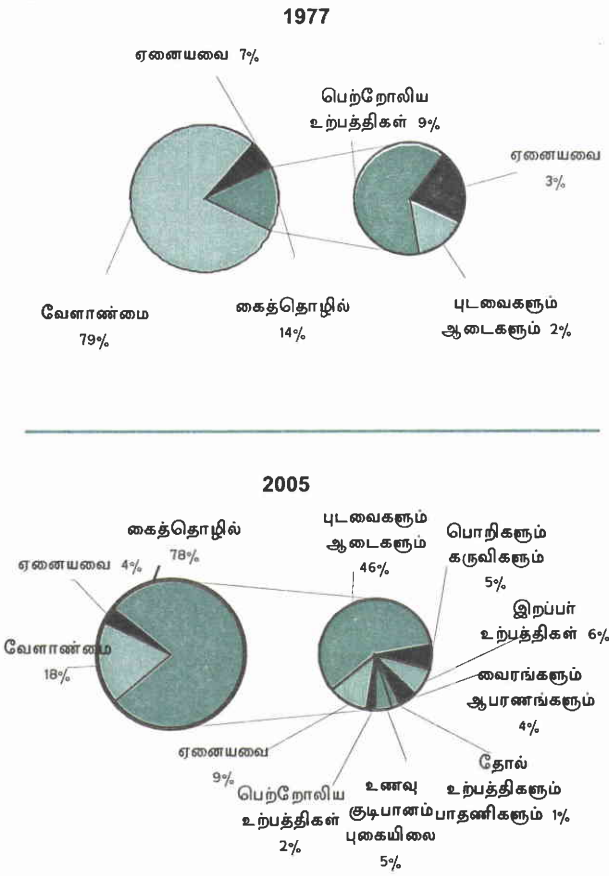 1977
ஏனையவை 7%
பெற்றோலிய
உற்பத்திகள் 9%
ஏனையவை
3%
வேளாண்மை
79%
கைத்தொழில்
14%
புடவைகளும்
ஆடைகளும் 2%
2005
கைத்தொழில்
78%
ஏனையவை 4%
வேளாண்மை
18%
புடவைகளும்
ஆடைகளும்
46%
பொறிகளும்
கருவிகளும்
5%
இறப்பர்
உற்பத்திகள் 6%
வைரங்களும்
ஆபரணங்களும்
4%
தோல்
உற்பத்திகளும்
பாதணிகளும் 1%
உணவு
குடிபானம்
புகையிலை
5%
பெற்றோலிய
உற்பத்திகள்
2%
ஏனையவை
9%